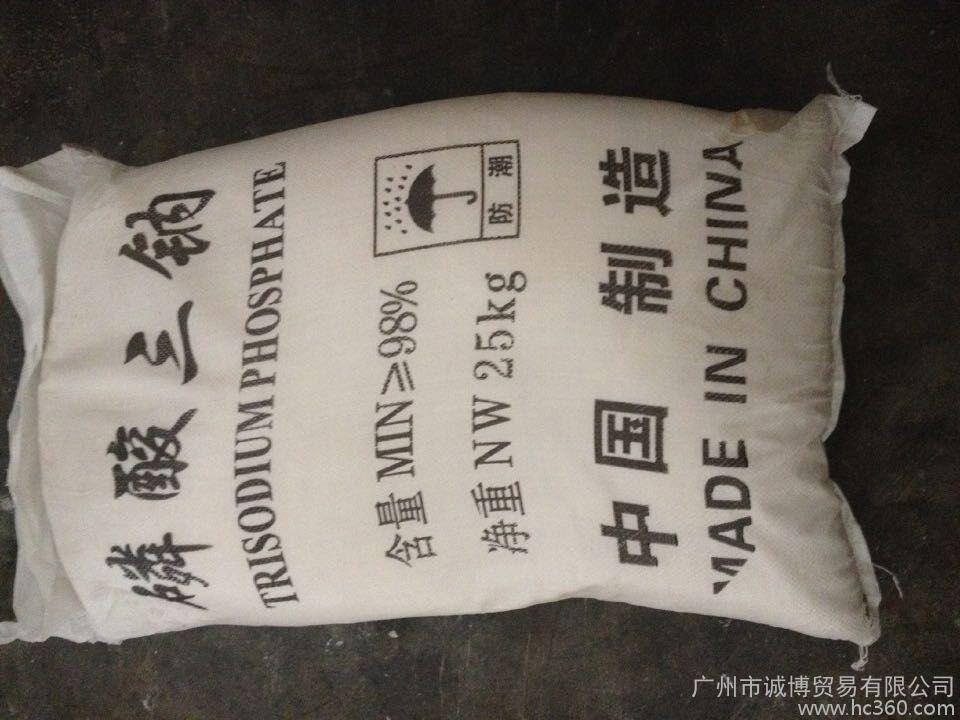 磷酸三钠
TRISODIUM PHOSPHATE
防潮
含量 MIN≥98%
净重 NW 25kg
中国制造
MADE IN CHINA
广州市诚博贸易有限公司
www.hc360.com